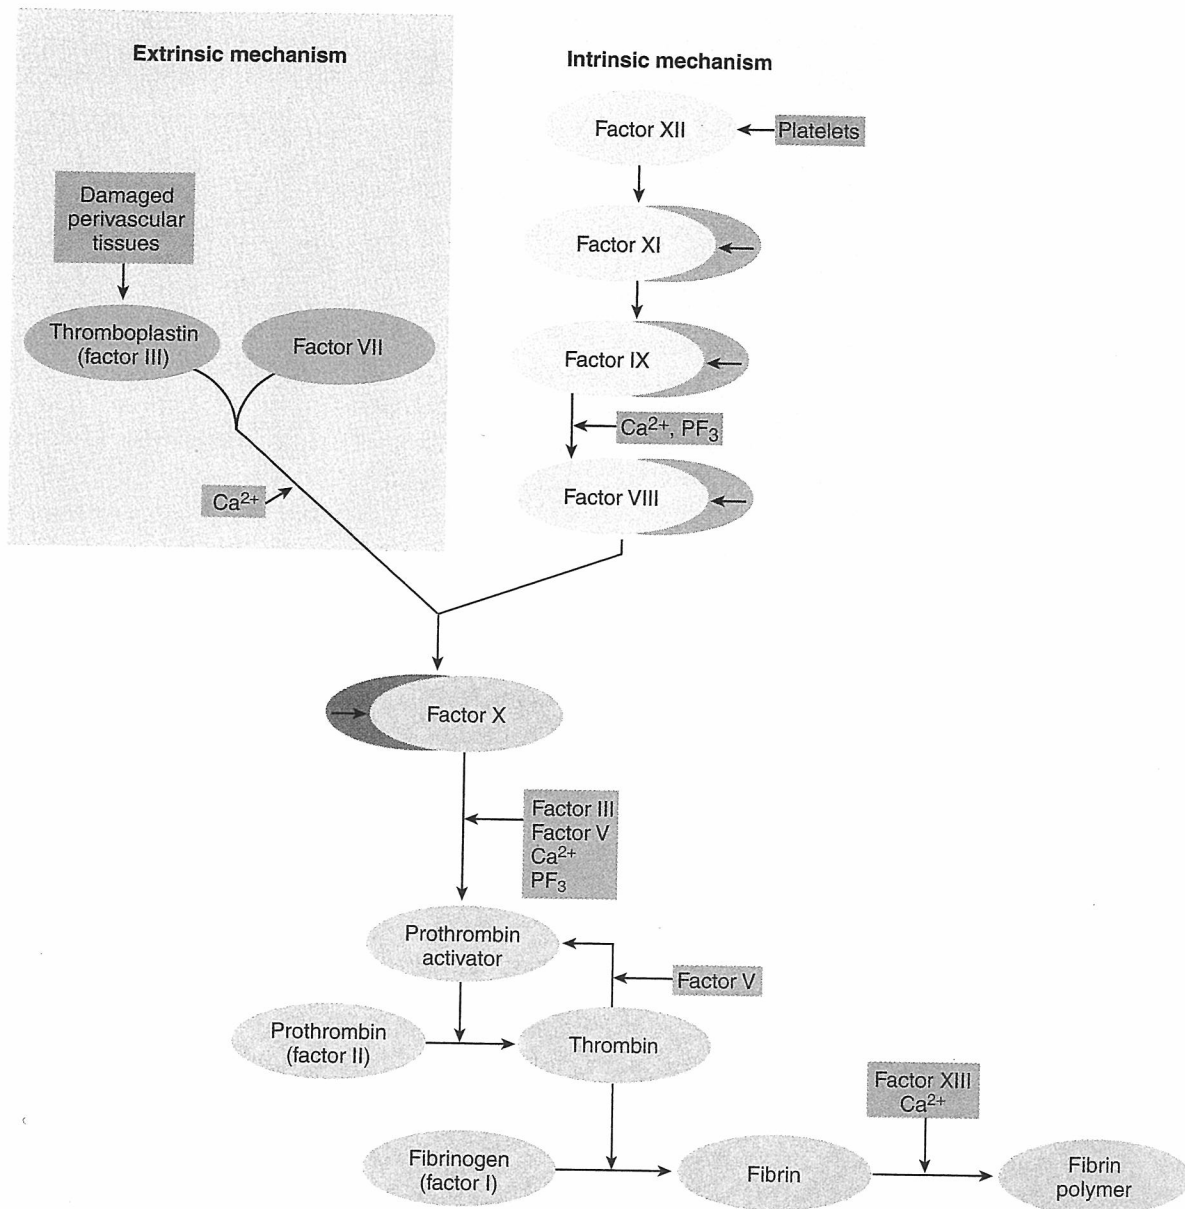 Extrinsic mechanism
Intrinsic mechanism
Factor XII
Platelets
Damaged
perivascular
tissues
Factor XI
Thromboplastin
(factor III)
Factor VII
Factor IX
Ca²⁺, PF₃
Ca²⁺
Factor VIII
Factor X
Factor III
Factor V
Ca²⁺
PF₃
Prothrombin
activator
Factor V
Prothrombin
(factor II)
Thrombin
Factor XIII
Ca²⁺
Fibrinogen
(factor I)
Fibrin
Fibrin
polymer